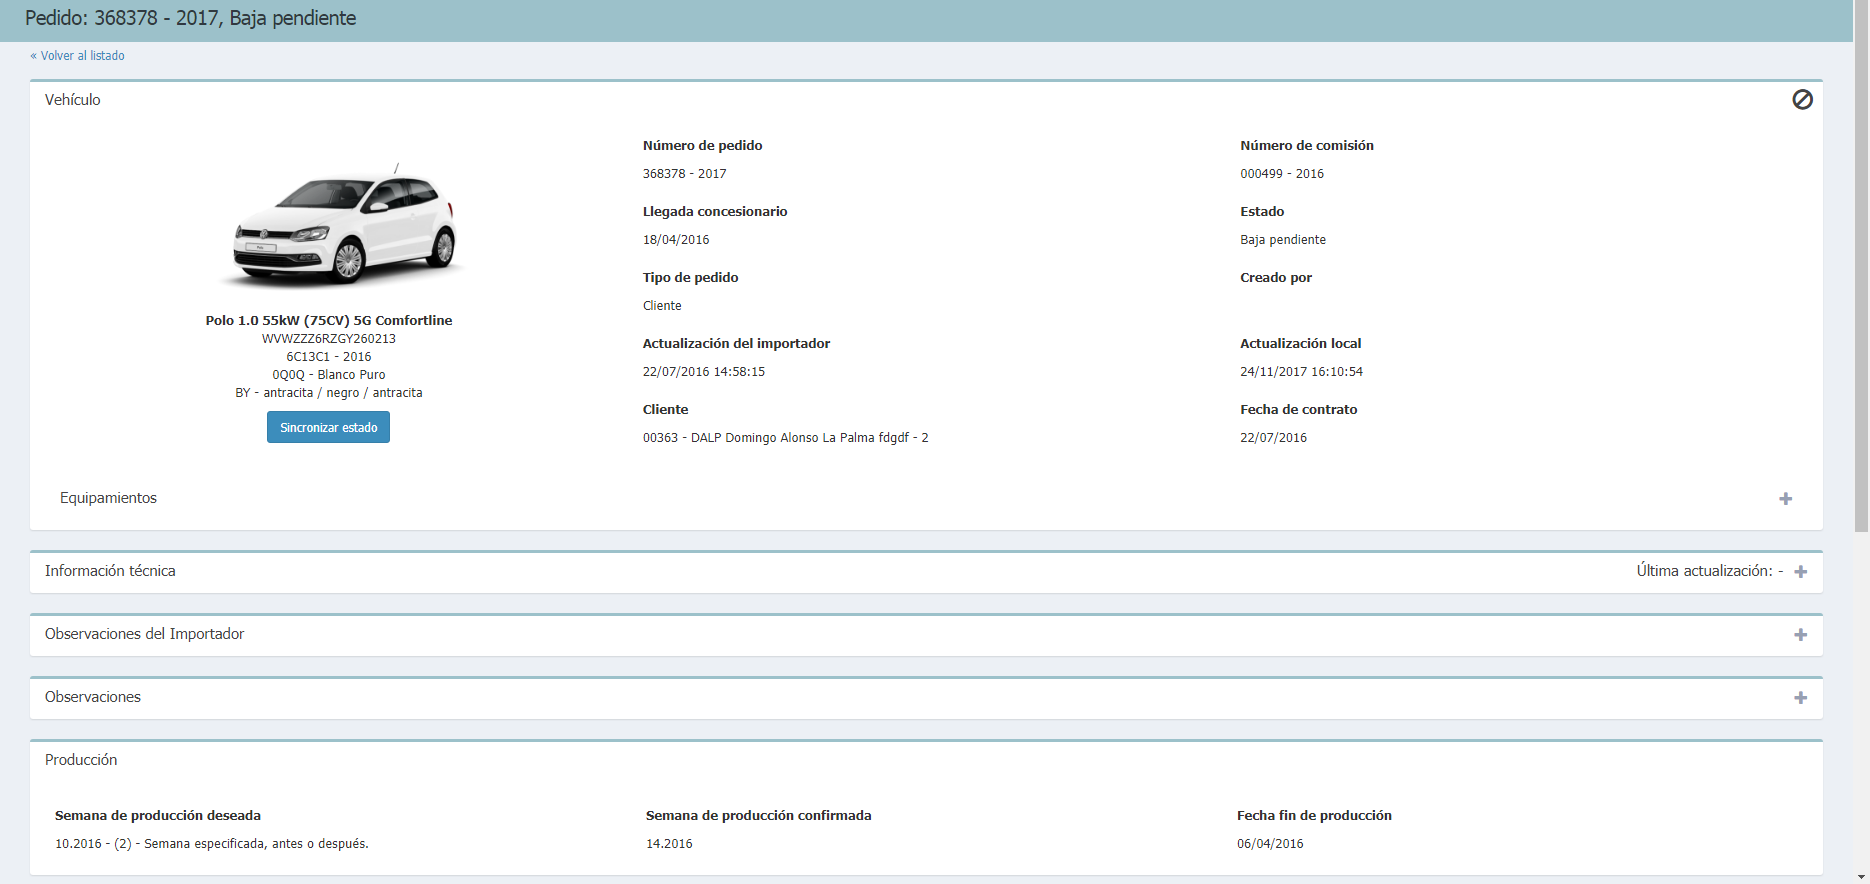 Pedido: 368378 - 2017, Baja pendiente
« Volver al listado
Vehículo
Polo 1.0 55kW (75CV) 5G Comfortline
WVWZZZ6RZGY260213
6C13C1 - 2016
0Q0Q - Blanco Puro
BY - antracita / negro / antracita
Sincronizar estado
Número de pedido
368378 - 2017
Número de comisión
000499 - 2016
Llegada concesionario
18/04/2016
Estado
Baja pendiente
Tipo de pedido
Cliente
Creado por
Actualización del importador
22/07/2016 14:58:15
Actualización local
24/11/2017 16:10:54
Cliente
00363 - DALP Domingo Alonso La Palma fdgdf - 2
Fecha de contrato
22/07/2016
Equipamientos
Información técnica
Última actualización: -
Observaciones del Importador
Observaciones
Producción
Semana de producción deseada
10.2016 - (2) - Semana especificada, antes o después.
Semana de producción confirmada
14.2016
Fecha fin de producción
06/04/2016